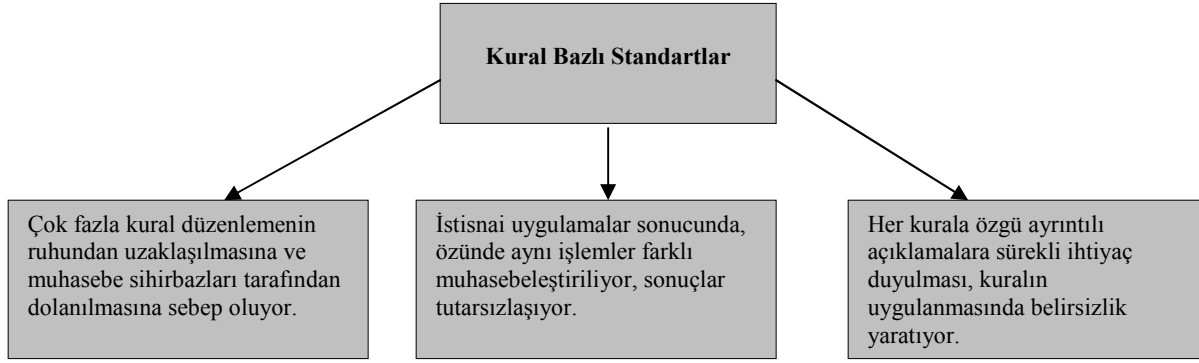 Kural Bazlı Standartlar
Çok fazla kural düzenlemenin
ruhundan uzaklaşılmasına ve
muhasebe sihirbazları tarafından
dolanılmasına sebep oluyor.
İstisnai uygulamalar sonucunda,
özünde aynı işlemler farklı
muhasebeleştiriliyor, sonuçlar
tutarsızlaşıyor.
Her kurala özgü ayrıntılı
açıklamalara sürekli ihtiyaç
duyulması, kuralın
uygulanmasında belirsizlik
yaratıyor.